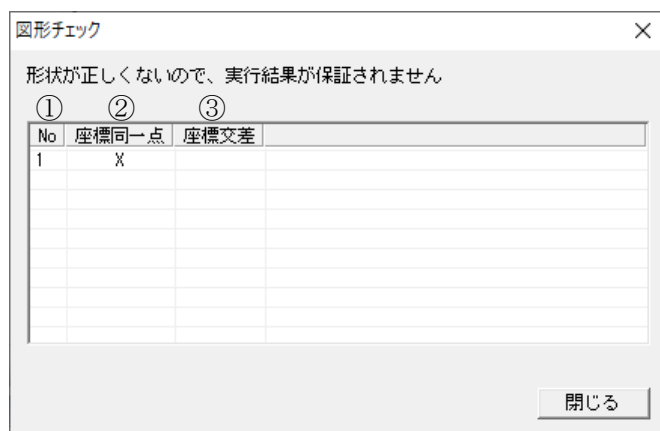 図形チェック
形状が正しくないので、実行結果が保証されません
① ② ③
No 座標同一点 座標交差
1 X
閉じる